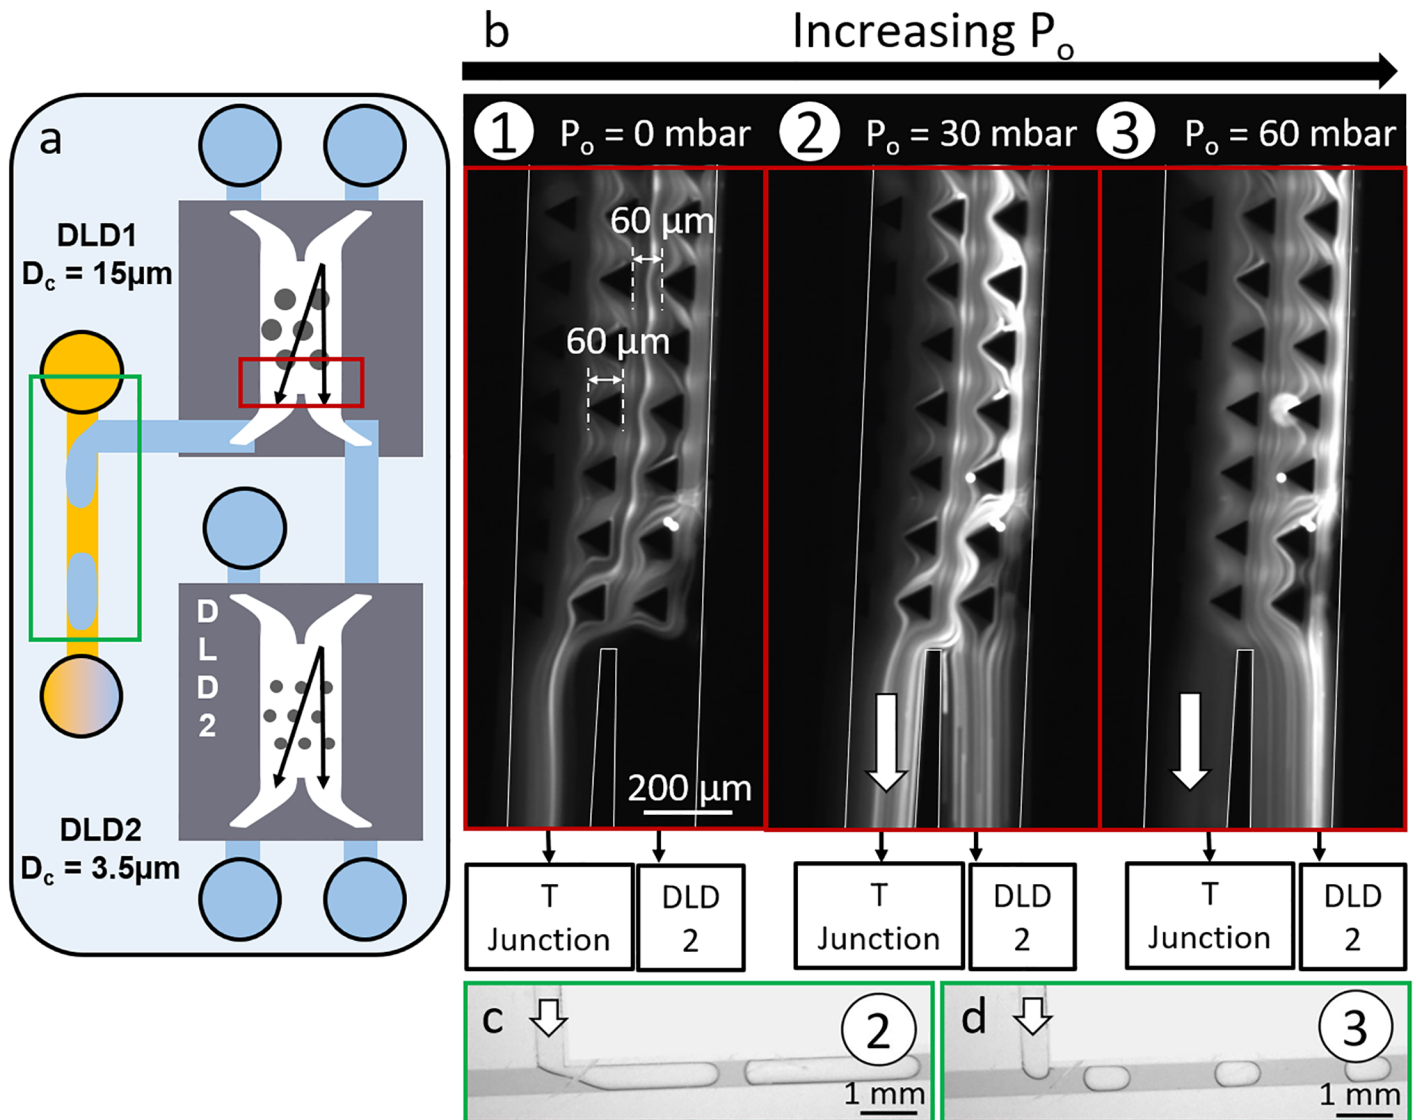 a
DLD1
D꜀ = 15µm
D
L
D
2
DLD2
D꜀ = 3.5µm
b
Increasing Pₒ
1 Pₒ = 0 mbar
2 Pₒ = 30 mbar
3 Pₒ = 60 mbar
60 µm
60 µm
200 µm
T
Junction
DLD
2
T
Junction
DLD
2
T
Junction
DLD
2
c
2
1 mm
d
3
1 mm